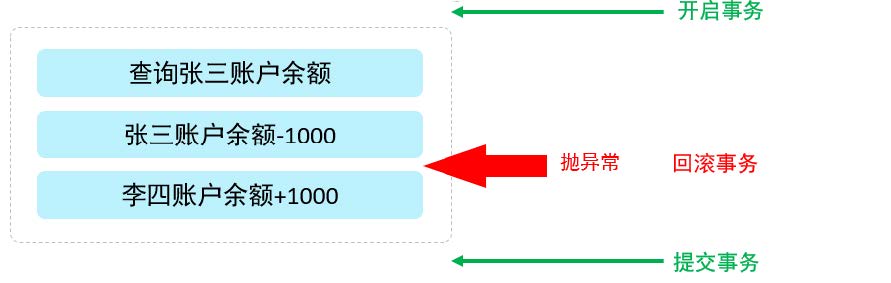 开启事务
查询张三账户余额
张三账户余额-1000
抛异常 回滚事务
李四账户余额+1000
提交事务